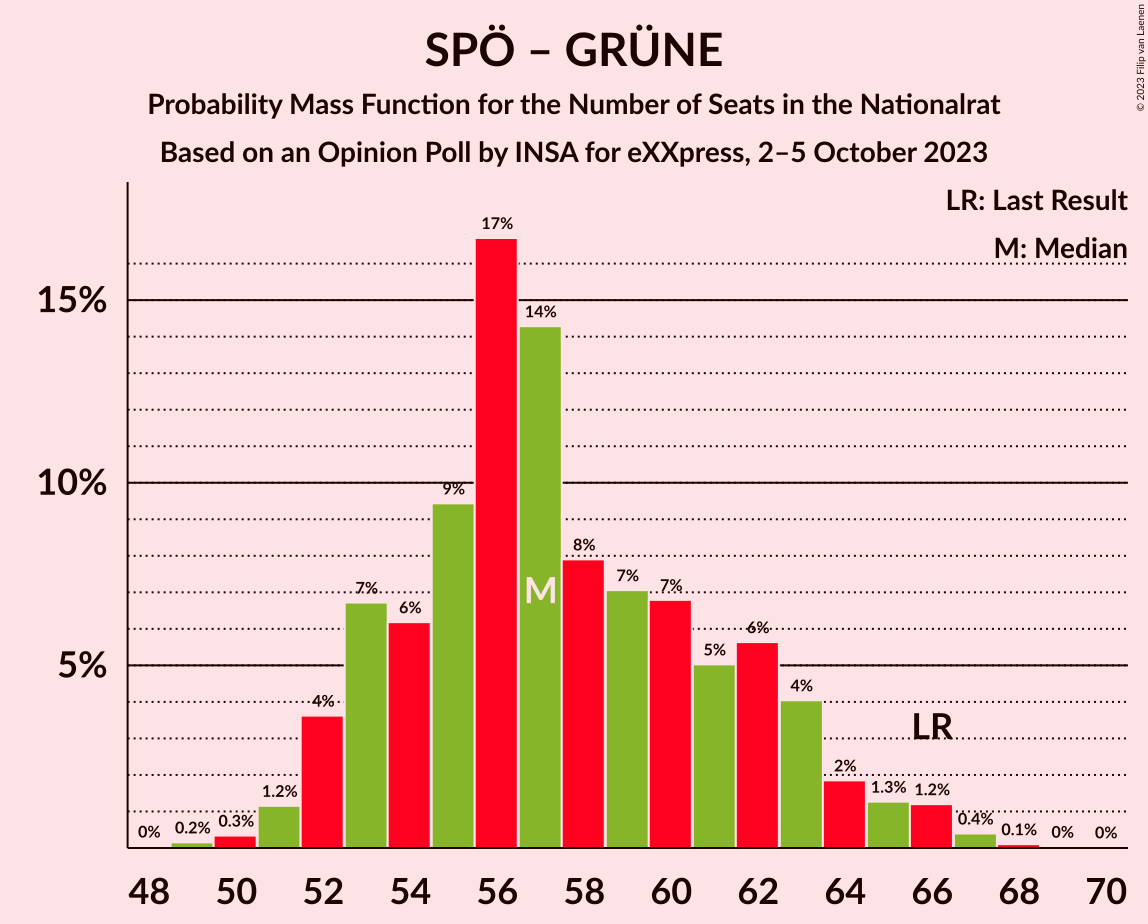 SPÖ – GRÜNE
Probability Mass Function for the Number of Seats in the Nationalrat
Based on an Opinion Poll by INSA for eXXpress, 2–5 October 2023
© 2023 Filip van Laenen
LR: Last Result
M: Median
15%
10%
5%
0%
0.2%
0.3%
1.2%
4%
7%
6%
9%
17%
14%
8%
7%
7%
5%
6%
4%
2%
1.3%
1.2%
0.4%
0.1%
0%
0%
M
LR
48 50 52 54 56 58 60 62 64 66 68 70